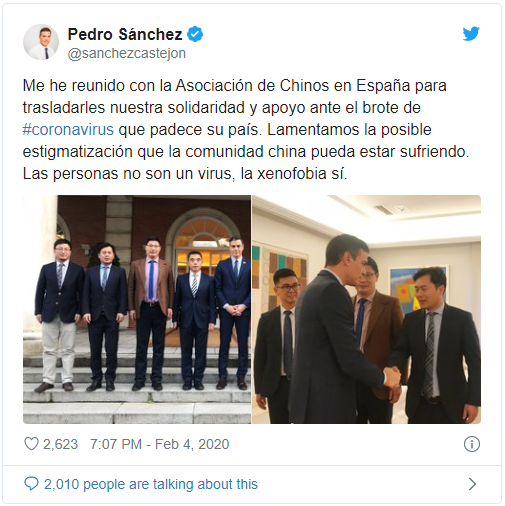 Pedro Sánchez
@sanchezcastejon
Me he reunido con la Asociación de Chinos en España para
trasladarles nuestra solidaridad y apoyo ante el brote de
#coronavirus que padece su país. Lamentamos la posible
estigmatización que la comunidad china pueda estar sufriendo.
Las personas no son un virus, la xenofobia sí.
2,623 7:07 PM - Feb 4, 2020
2,010 people are talking about this